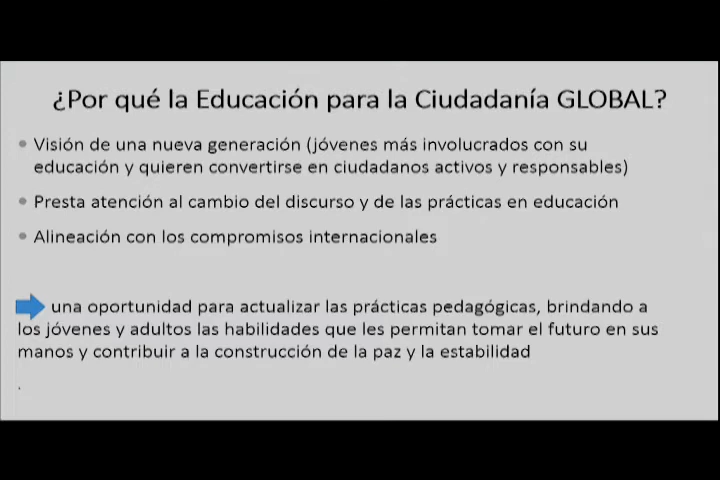 ¿Por qué la Educación para la Ciudadanía GLOBAL?
• Visión de una nueva generación (jóvenes más involucrados con su
educación y quieren convertirse en ciudadanos activos y responsables)
• Presta atención al cambio del discurso y de las prácticas en educación
• Alineación con los compromisos internacionales
una oportunidad para actualizar las prácticas pedagógicas, brindando a
los jóvenes y adultos las habilidades que les permitan tomar el futuro en sus
manos y contribuir a la construcción de la paz y la estabilidad
.